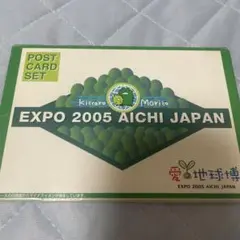 POST
CARD
SET
Kiccoro Morizo
EXPO 2005 AICHI JAPAN
愛・地球博
EXPO 2005 AICHI JAPAN